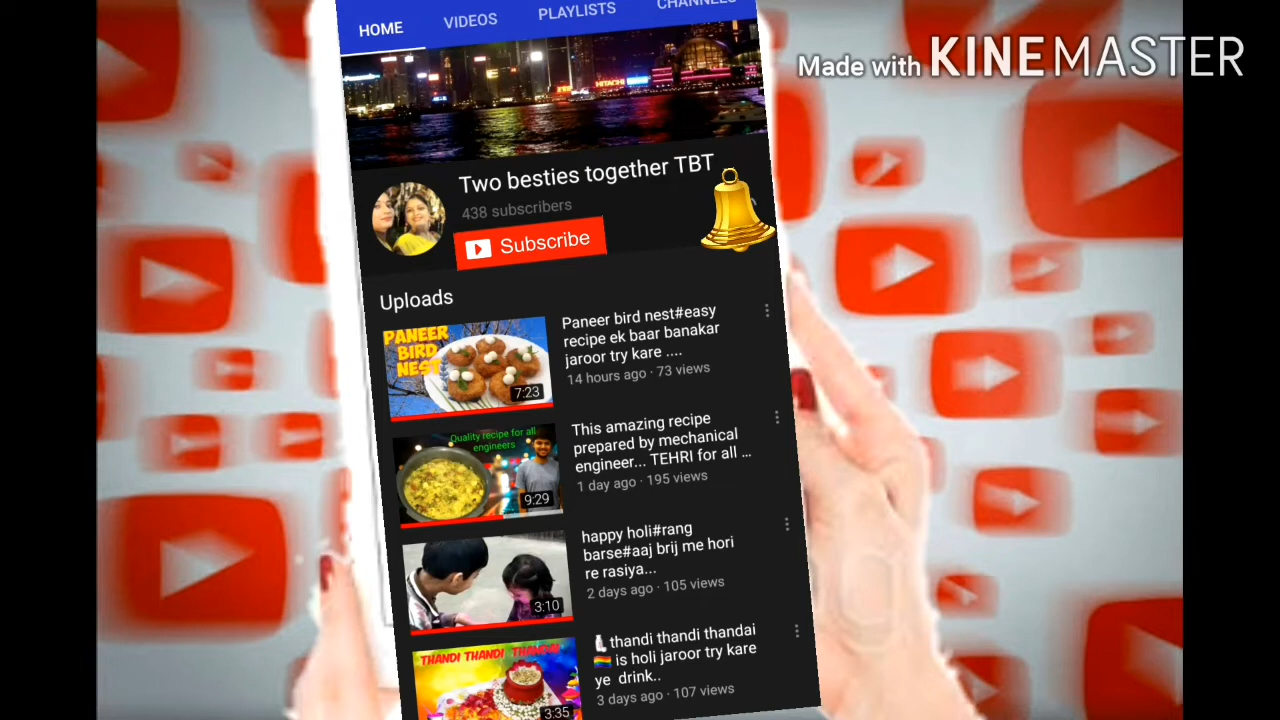 HOME VIDEOS PLAYLISTS CHANNELS
Made with KINEMASTER
HITACHI
Two besties together TBT
438 subscribers
Subscribe
Uploads
PANEER
BIRD
NEST
7:23
Paneer bird nest#easy
recipe ek baar banakar
jaroor try kare ....
14 hours ago · 73 views
Quality recipe for all
engineers
9:29
This amazing recipe
prepared by mechanical
engineer... TEHRI for all ...
1 day ago · 195 views
3:10
happy holi#rang
barse#aaj brij me hori
re rasiya...
2 days ago · 105 views
THANDI THANDI THANDAI
3:35
thandi thandi thandai
is holi jaroor try kare
ye drink..
3 days ago · 107 views